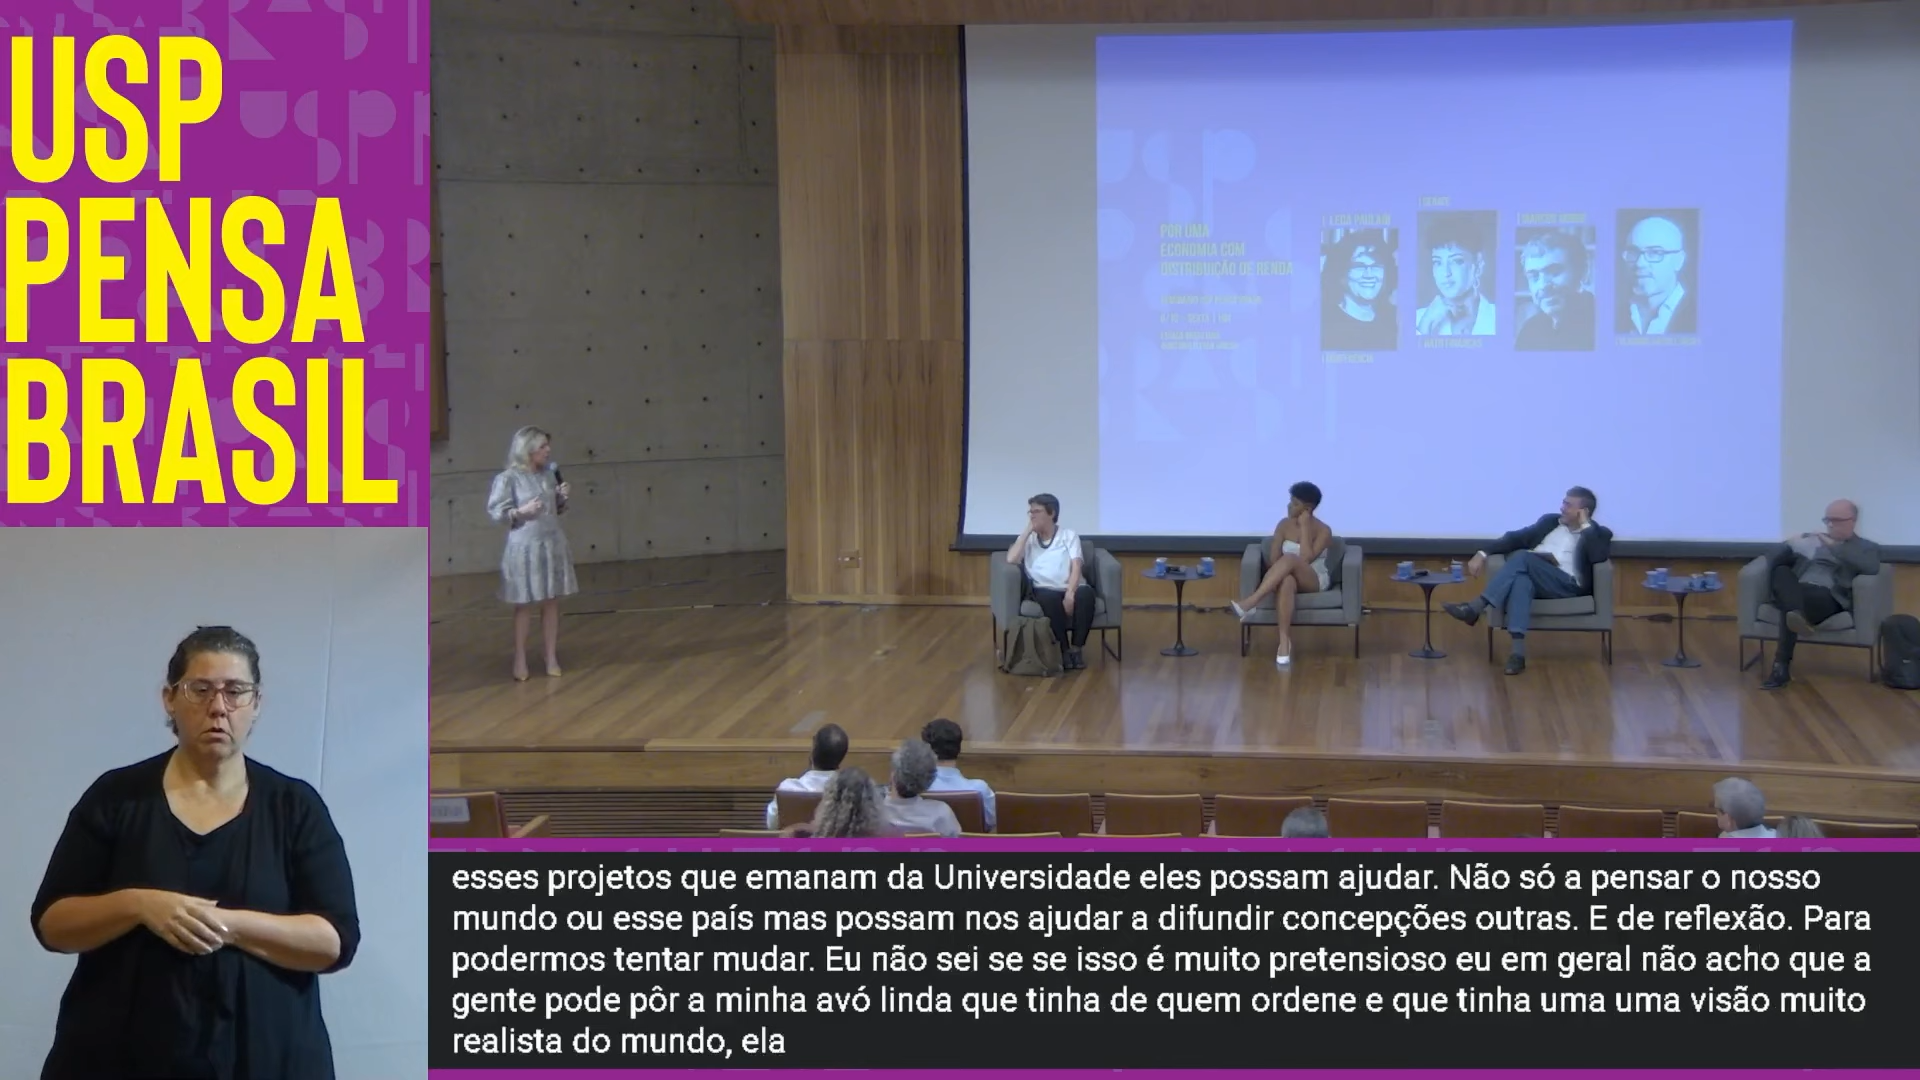 USP
PENSA
BRASIL
POR UMA
ECONOMIA COM
DISTRIBUIÇÃO DE RENDA
esses projetos que emanam da Universidade eles possam ajudar. Não só a pensar o nosso
mundo ou esse país mas possam nos ajudar a difundir concepções outras. E de reflexão. Para
podermos tentar mudar. Eu não sei se se isso é muito pretensioso eu em geral não acho que a
gente pode pôr a minha avó linda que tinha de quem ordene e que tinha uma uma visão muito
realista do mundo, ela